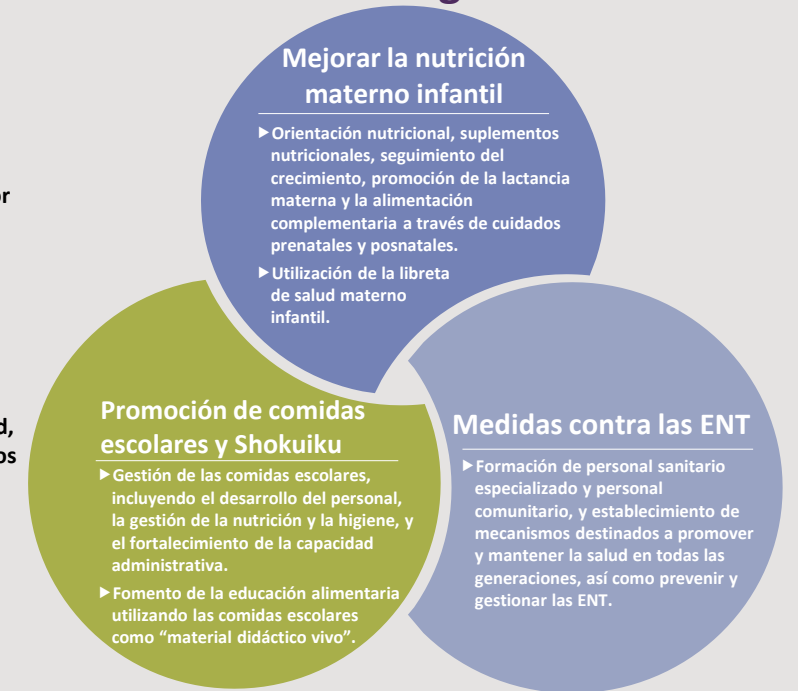 Mejorar la nutrición
materno infantil
▶Orientación nutricional, suplementos
nutricionales, seguimiento del
crecimiento, promoción de la lactancia
materna y la alimentación
complementaria a través de cuidados
prenatales y posnatales.
▶Utilización de la libreta
de salud materno
infantil.
Promoción de comidas
escolares y Shokuiku
▶Gestión de las comidas escolares,
incluyendo el desarrollo del personal,
la gestión de la nutrición y la higiene, y
el fortalecimiento de la capacidad
administrativa.
▶Fomento de la educación alimentaria
utilizando las comidas escolares
como “material didáctico vivo”.
Medidas contra las ENT
▶Formación de personal sanitario
especializado y personal
comunitario, y establecimiento de
mecanismos destinados a promover
y mantener la salud en todas las
generaciones, así como prevenir y
gestionar las ENT.